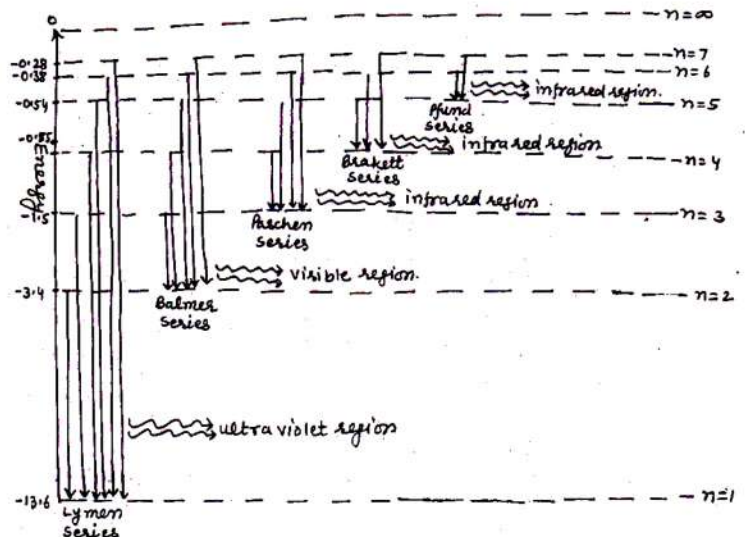 0
n=∞
-0.28
n=7
-0.38
n=6
infrared region.
-0.54
n=5
Pfund
series
-0.85
infrared region
n=4
Brakett
series
Energy
infrared region
-1.5
n=3
Paschen
series
visible region.
-3.4
n=2
Balmer
series
ultra violet region
-13.6
n=1
Lymen
series